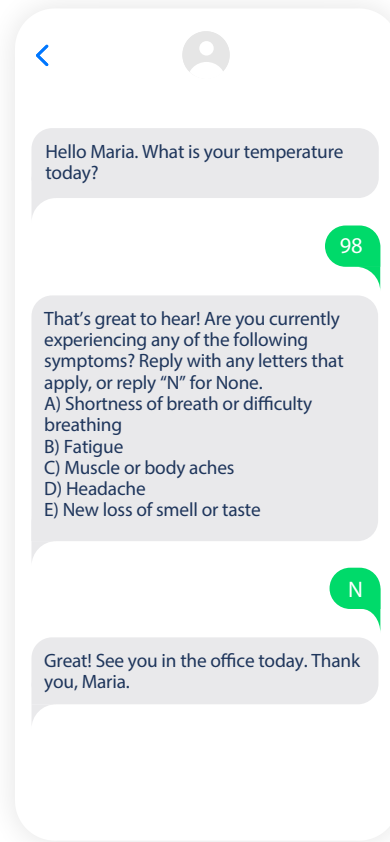 Hello Maria. What is your temperature
today?
98
That’s great to hear! Are you currently
experiencing any of the following
symptoms? Reply with any letters that
apply, or reply “N” for None.
A) Shortness of breath or difficulty
breathing
B) Fatigue
C) Muscle or body aches
D) Headache
E) New loss of smell or taste
N
Great! See you in the office today. Thank
you, Maria.